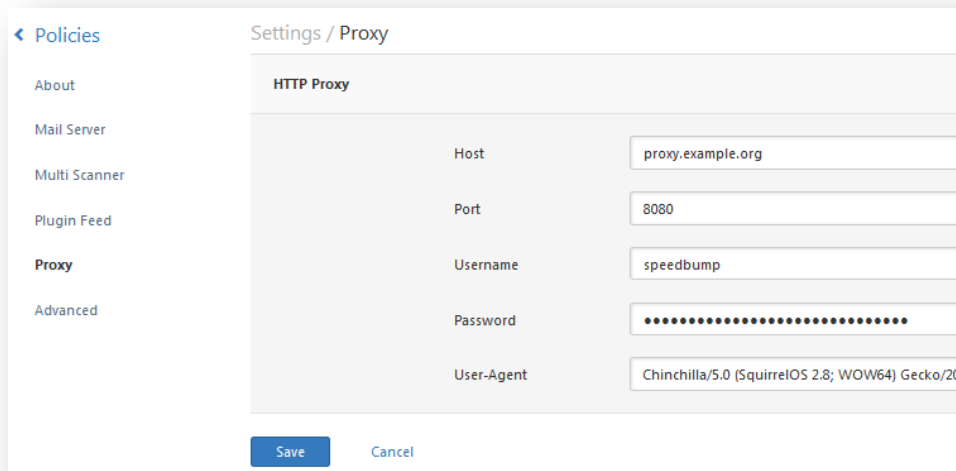 Policies
About
Mail Server
Multi Scanner
Plugin Feed
Proxy
Advanced
Settings / Proxy
HTTP Proxy
Host
proxy.example.org
Port
8080
Username
speedbump
Password
••••••••••••••••••••••••••••••
User-Agent
Chinchilla/5.0 (SquirrelOS 2.8; WOW64) Gecko/20
Save
Cancel